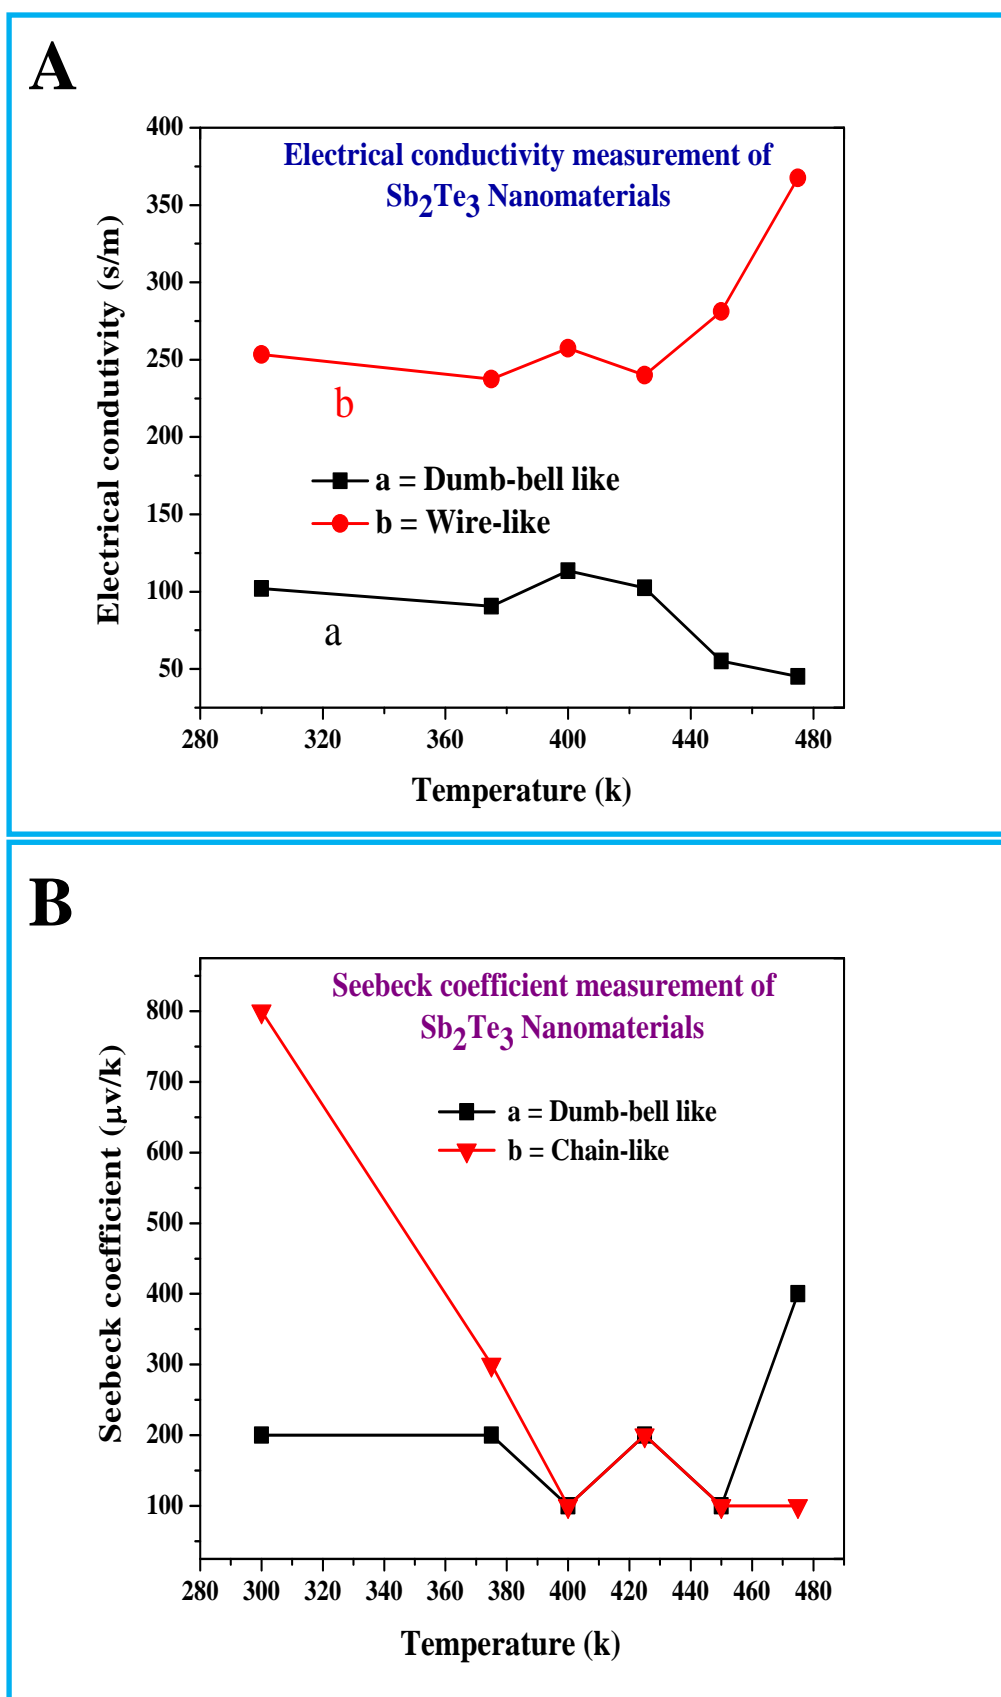 A
Electrical conductivity measurement of
Sb2Te3 Nanomaterials
400
350
300
250
200
150
100
50
Electrical condutivity (s/m)
b
a = Dumb-bell like
b = Wire-like
a
280 320 360 400 440 480
Temperature (k)
B
Seebeck coefficient measurement of
Sb2Te3 Nanomaterials
800
700
600
500
400
300
200
100
Seebeck coefficient (µv/k)
a = Dumb-bell like
b = Chain-like
280 300 320 340 360 380 400 420 440 460 480
Temperature (k)